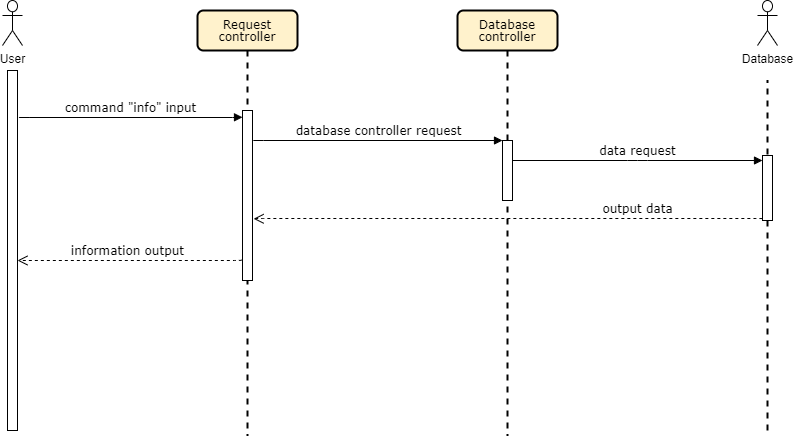 Request
controller
Database
controller
User
Database
command "info" input
database controller request
data request
output data
information output